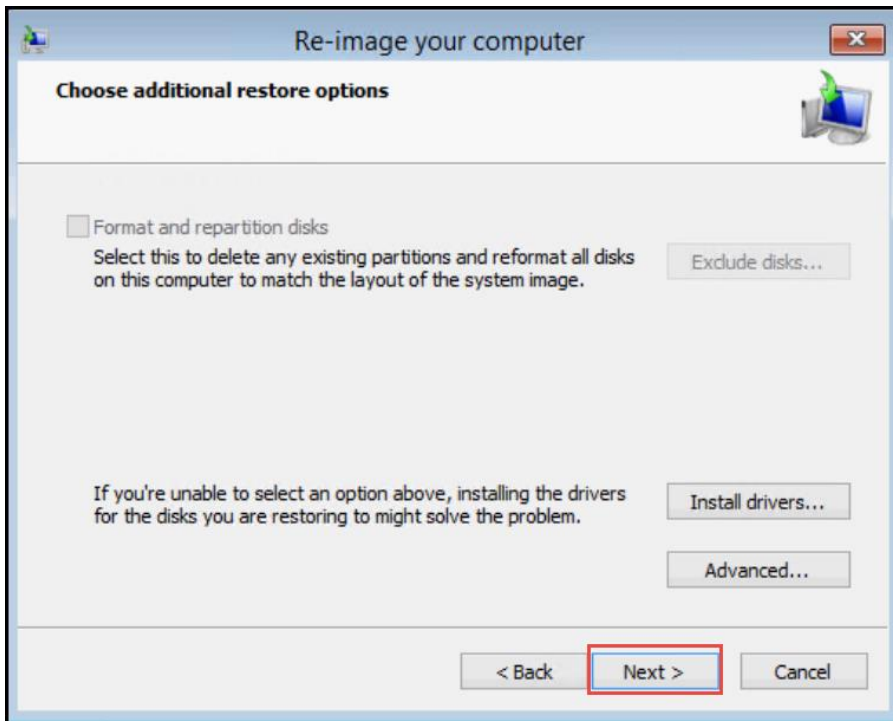 Re-image your computer
Choose additional restore options
Format and repartition disks
Select this to delete any existing partitions and reformat all disks
on this computer to match the layout of the system image.
Exclude disks...
If you're unable to select an option above, installing the drivers
for the disks you are restoring to might solve the problem.
Install drivers...
Advanced...
< Back
Next >
Cancel